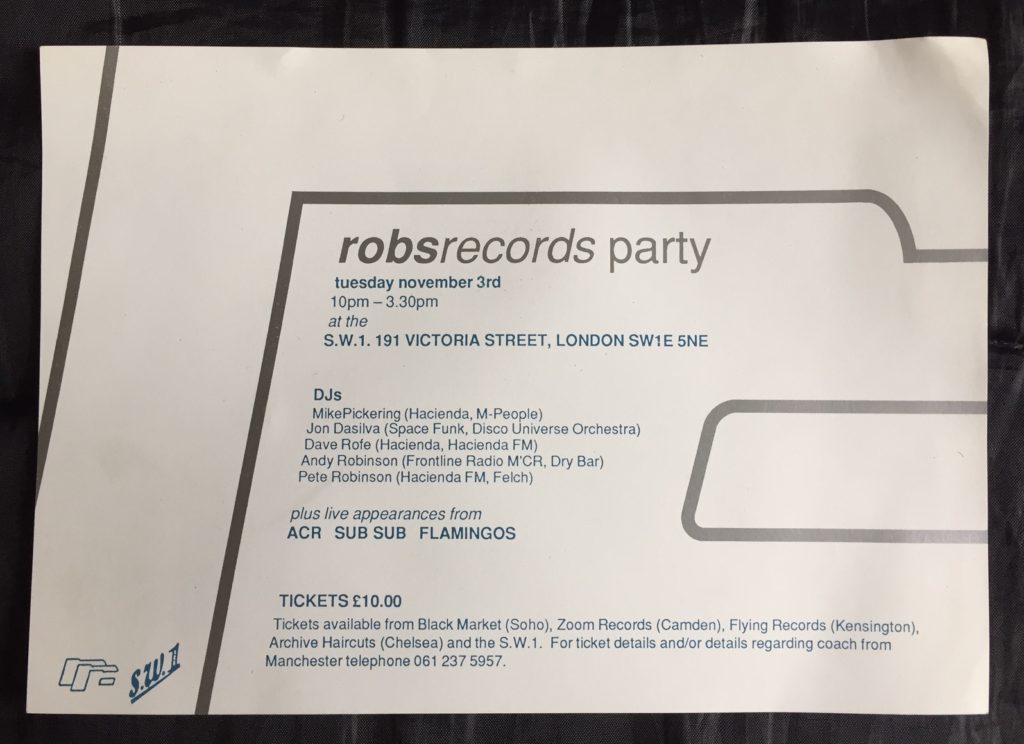 robsrecords party
tuesday november 3rd
10pm – 3.30pm
at the
S.W.1. 191 VICTORIA STREET, LONDON SW1E 5NE
DJs
MikePickering (Hacienda, M-People)
Jon Dasilva (Space Funk, Disco Universe Orchestra)
Dave Rofe (Hacienda, Hacienda FM)
Andy Robinson (Frontline Radio M'CR, Dry Bar)
Pete Robinson (Hacienda FM, Felch)
plus live appearances from
ACR SUB SUB FLAMINGOS
TICKETS £10.00
Tickets available from Black Market (Soho), Zoom Records (Camden), Flying Records (Kensington),
Archive Haircuts (Chelsea) and the S.W.1. For ticket details and/or details regarding coach from
Manchester telephone 061 237 5957.
S.W.1